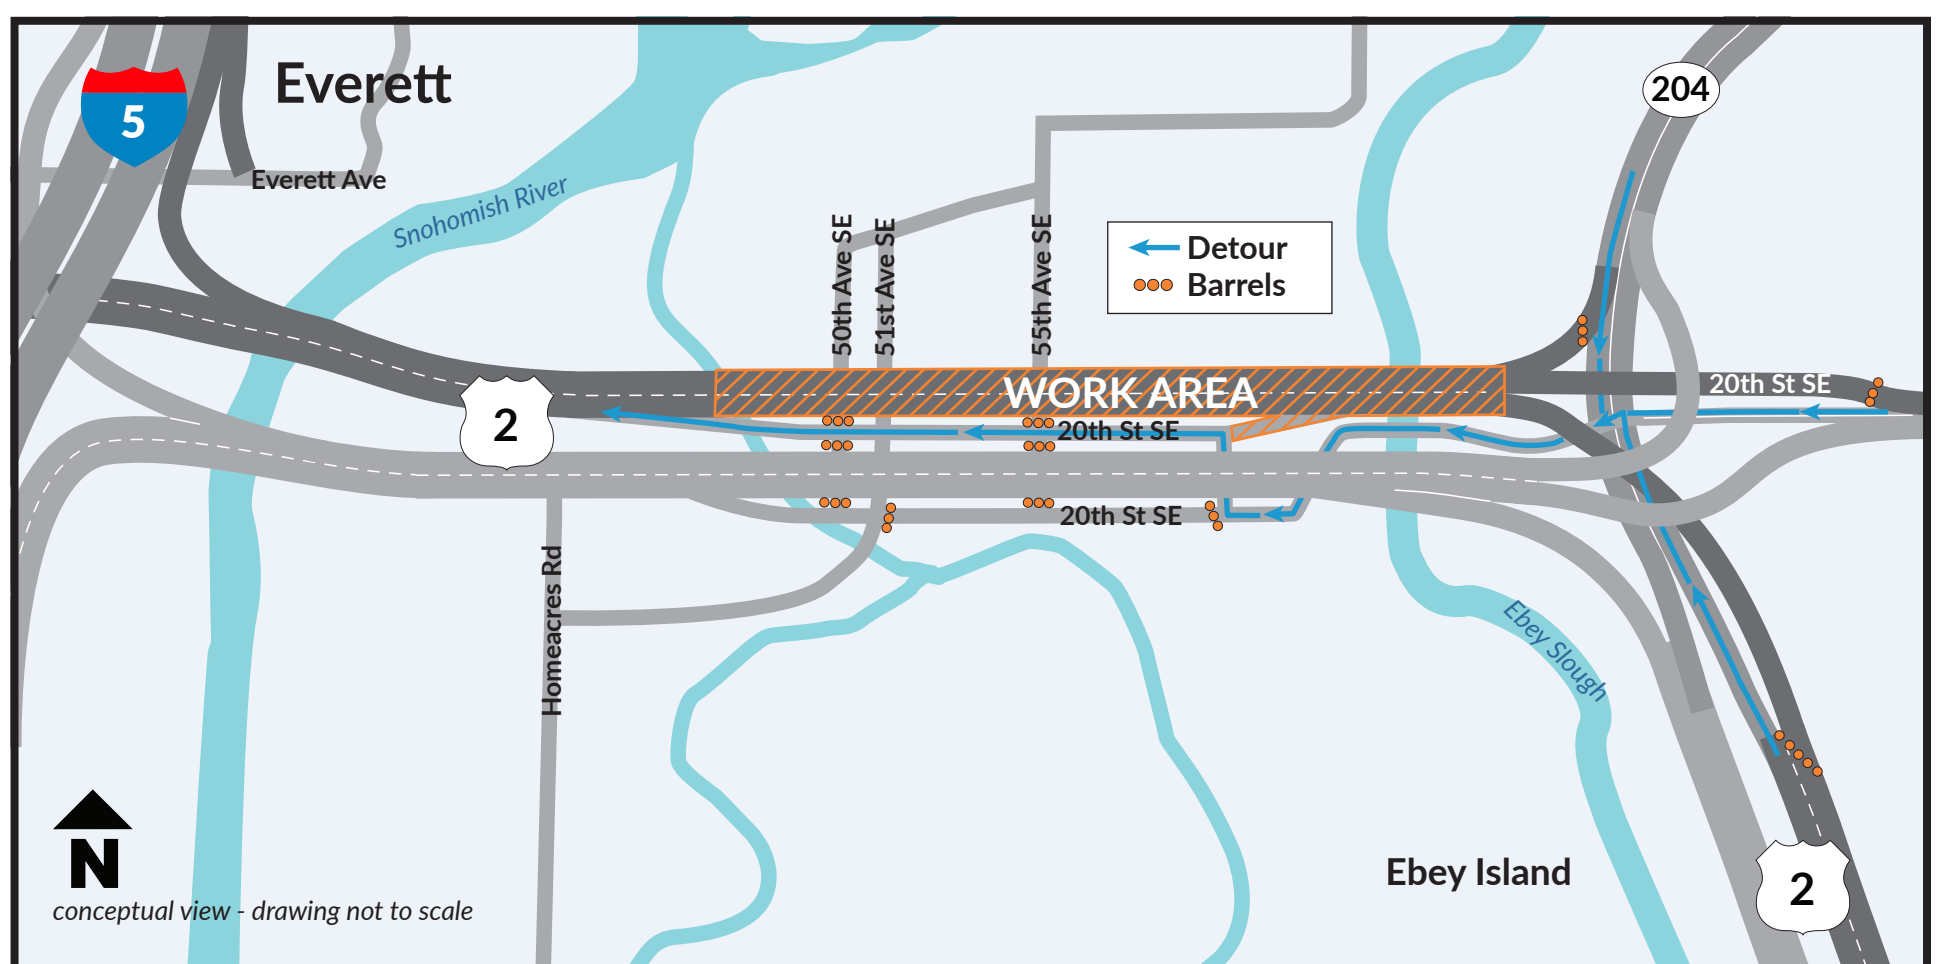 Everett
204
5
Everett Ave
Snohomish River
50th Ave SE
51st Ave SE
55th Ave SE
Detour
Barrels
WORK AREA
20th St SE
2
20th St SE
20th St SE
Homeacres Rd
Ebey Slough
N
Ebey Island
2
conceptual view - drawing not to scale